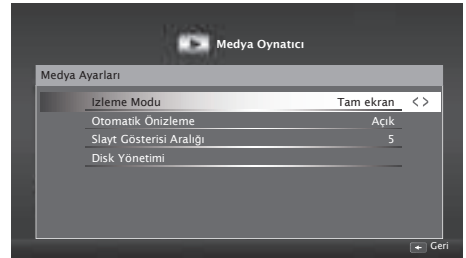 Medya Oynatıcı
Medya Ayarları
Izleme Modu Tam ekran < >
Otomatik Önizleme Açık
Slayt Gösterisi Aralığı 5
Disk Yönetimi
Geri